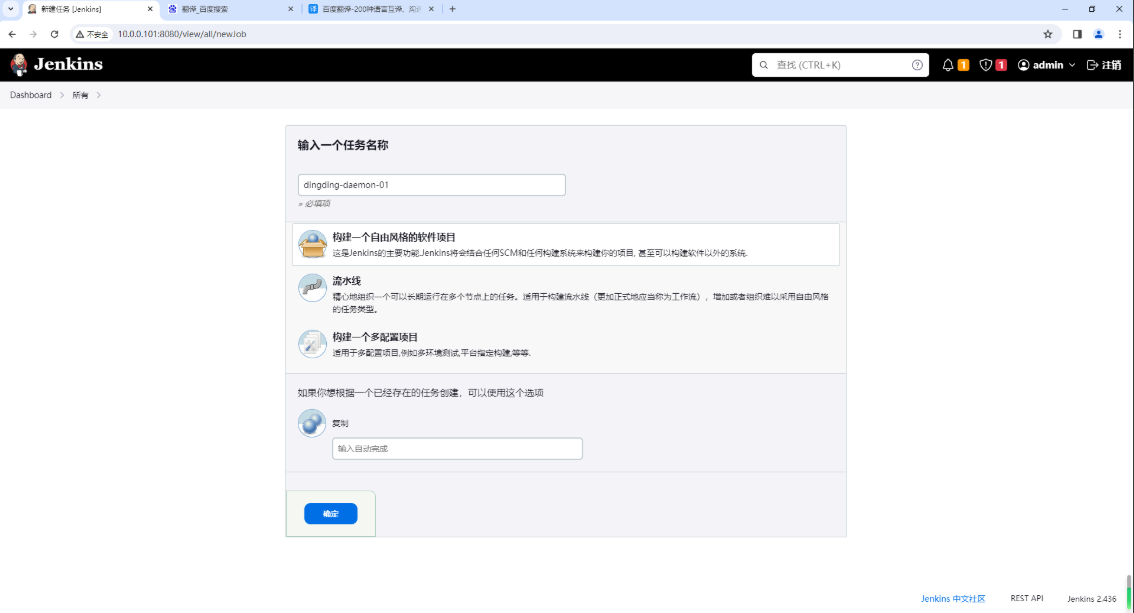 新建任务 [Jenkins]
翻译_百度搜索
百度翻译-200种语言互译、沟通
不安全
10.0.0.101:8080/view/all/newJob
Jenkins
查找 (CTRL+K)
1
1
admin
注销
Dashboard
所有
输入一个任务名称
dingding-daemon-01
» 必填项
构建一个自由风格的软件项目
这是Jenkins的主要功能.Jenkins将会结合任何SCM和任何构建系统来构建你的项目, 甚至可以构建软件以外的系统.
流水线
精心地组织一个可以长期运行在多个节点上的任务。适用于构建流水线（更加正式地应当称为工作流），增加或者组织难以采用自由风格
的任务类型。
构建一个多配置项目
适用于多配置项目,例如多环境测试,平台指定构建,等等.
如果你想根据一个已经存在的任务创建，可以使用这个选项
复制
输入自动完成
确定
Jenkins 中文社区
REST API
Jenkins 2.436